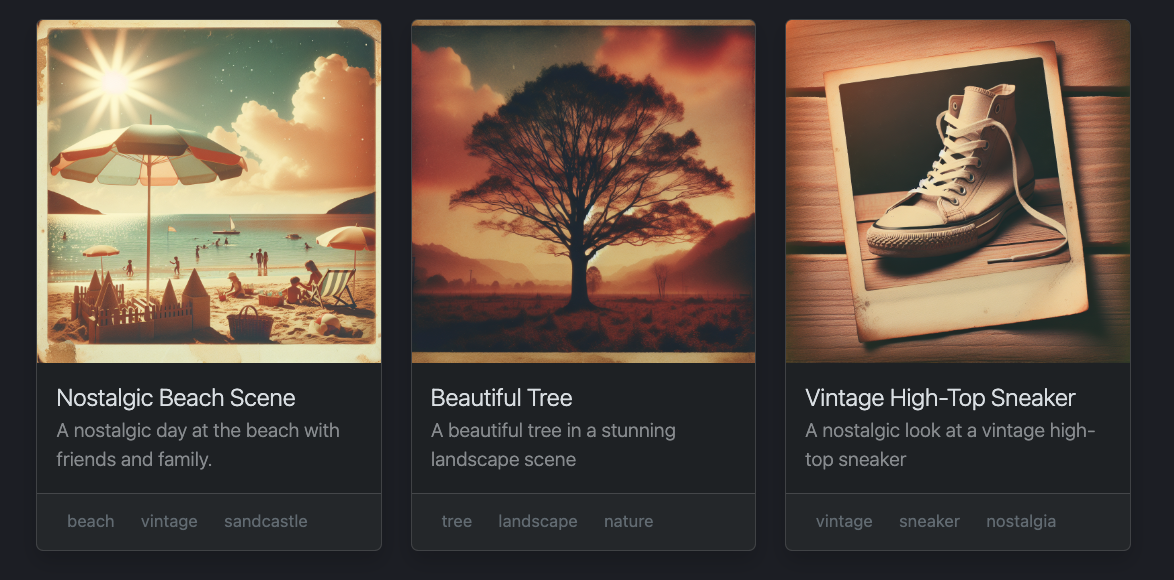 Nostalgic Beach Scene
A nostalgic day at the beach with
friends and family.
beach vintage sandcastle
Beautiful Tree
A beautiful tree in a stunning
landscape scene
tree landscape nature
Vintage High-Top Sneaker
A nostalgic look at a vintage high-
top sneaker
vintage sneaker nostalgia